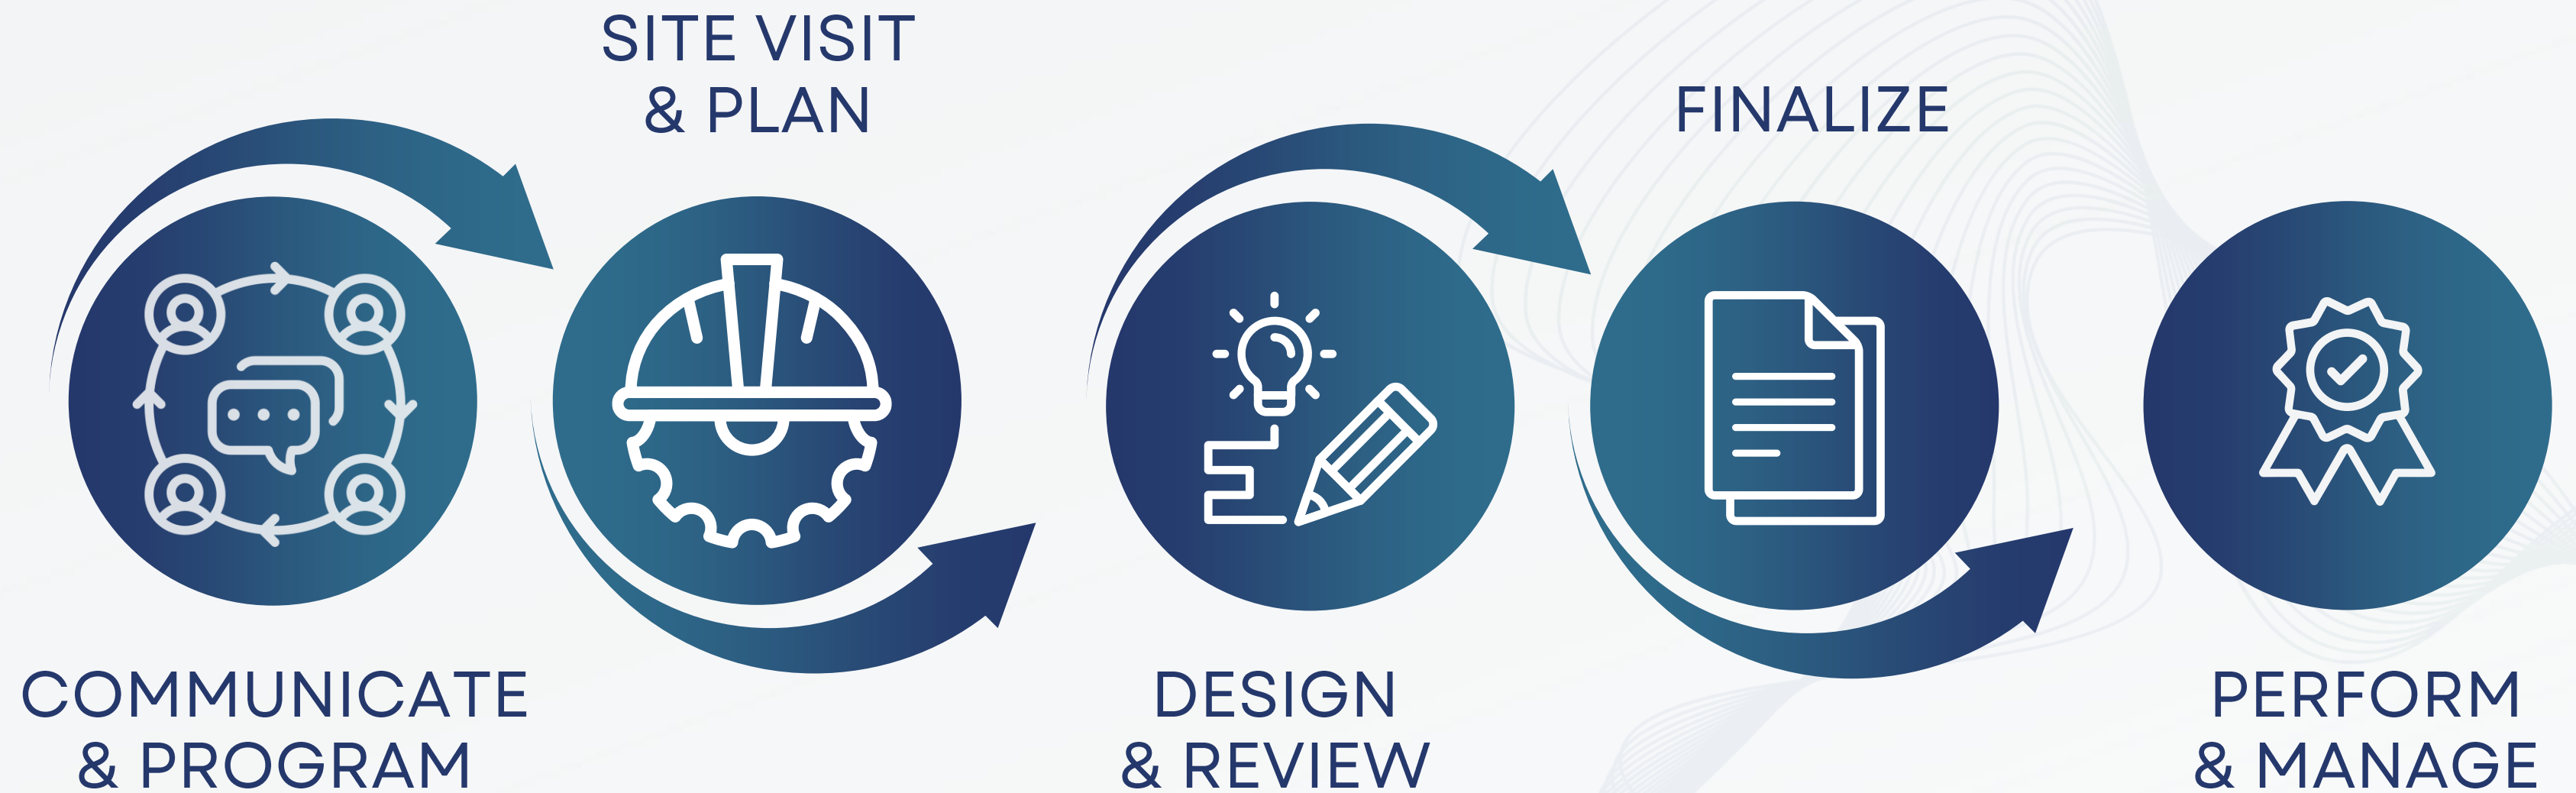 COMMUNICATE
& PROGRAM
SITE VISIT
& PLAN
DESIGN
& REVIEW
FINALIZE
PERFORM
& MANAGE